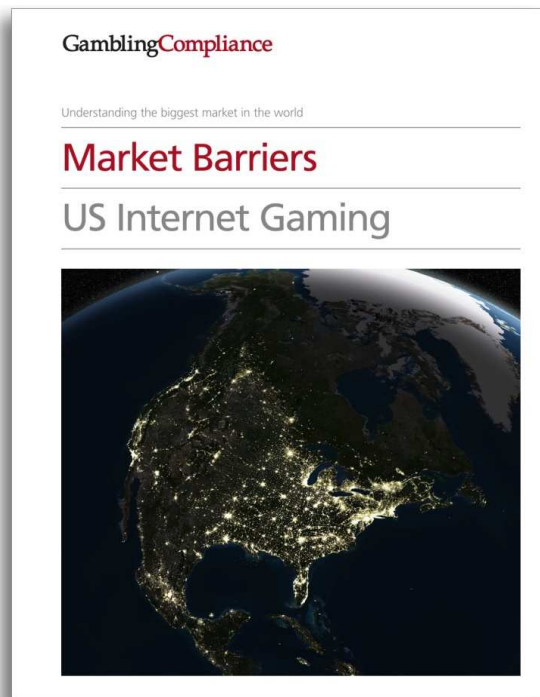 GamblingCompliance
Understanding the biggest market in the world
Market Barriers
US Internet Gaming